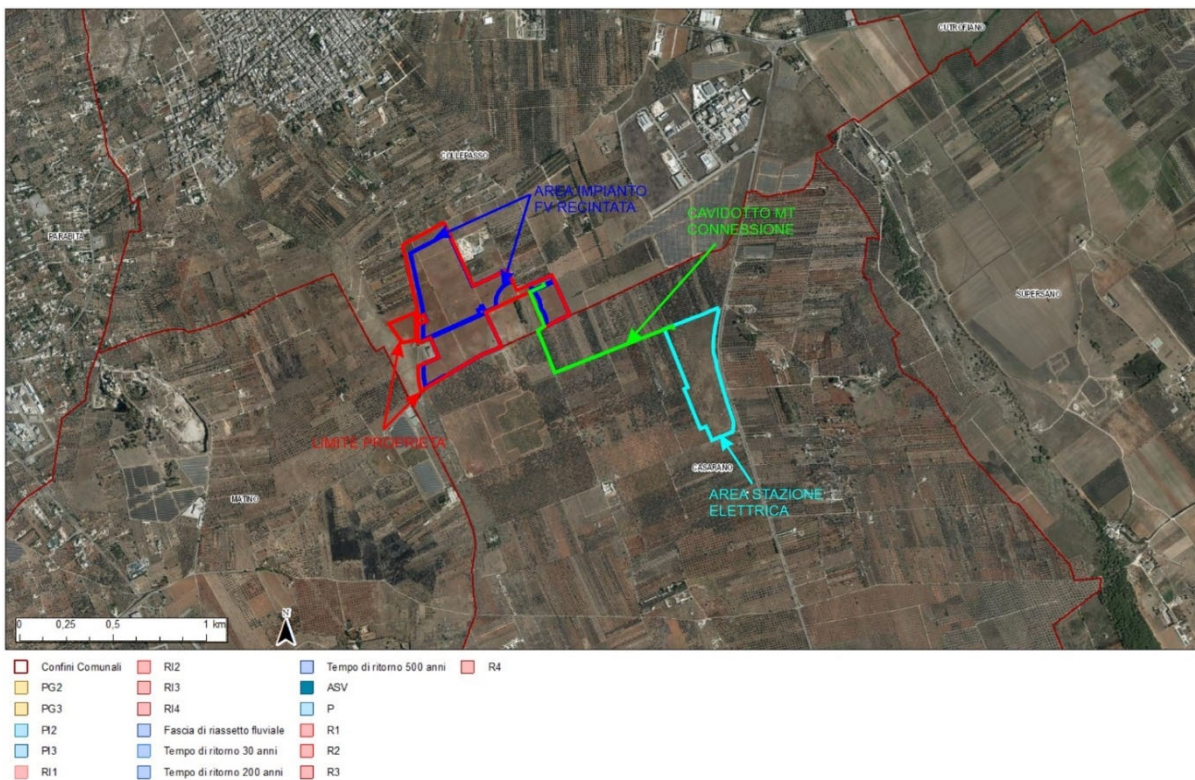 CUTROFIANO
COLLEPASSO
AREA IMPIANTO
FV RECINTATA
CAVIDOTTO MT
CONNESSIONE
PARABITA
SUPERSANO
LIMITE PROPRIETA'
CASARANO
MATINO
AREA STAZIONE
ELETTRICA
0 0,25 0,5 1 km
N
Confini Comunali
PG2
PG3
PI2
PI3
RI1
RI2
RI3
RI4
Fascia di riassetto fluviale
Tempo di ritorno 30 anni
Tempo di ritorno 200 anni
Tempo di ritorno 500 anni
ASV
P
R1
R2
R3
R4